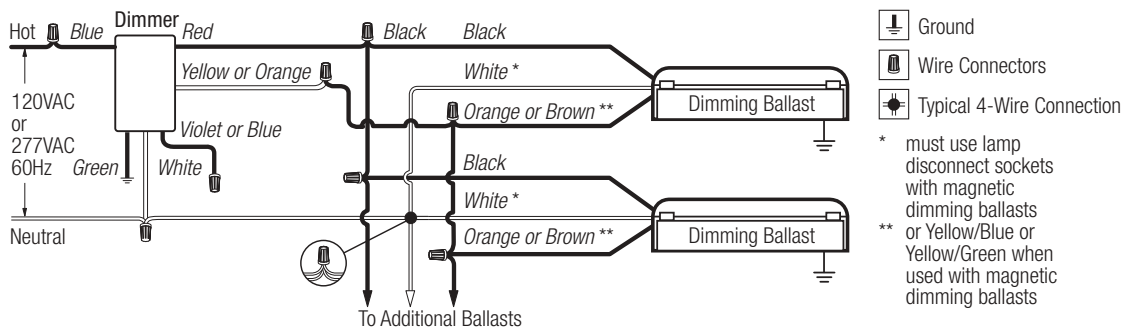 Hot
Blue
Dimmer
Red
Black
Black
Yellow or Orange
White *
Orange or Brown **
Dimming Ballast
120VAC
or
277VAC
60Hz
Green
Violet or Blue
White
Black
White *
Orange or Brown **
Dimming Ballast
Neutral
To Additional Ballasts
Ground
Wire Connectors
Typical 4-Wire Connection
* must use lamp
disconnect sockets
with magnetic
dimming ballasts
** or Yellow/Blue or
Yellow/Green when
used with magnetic
dimming ballasts